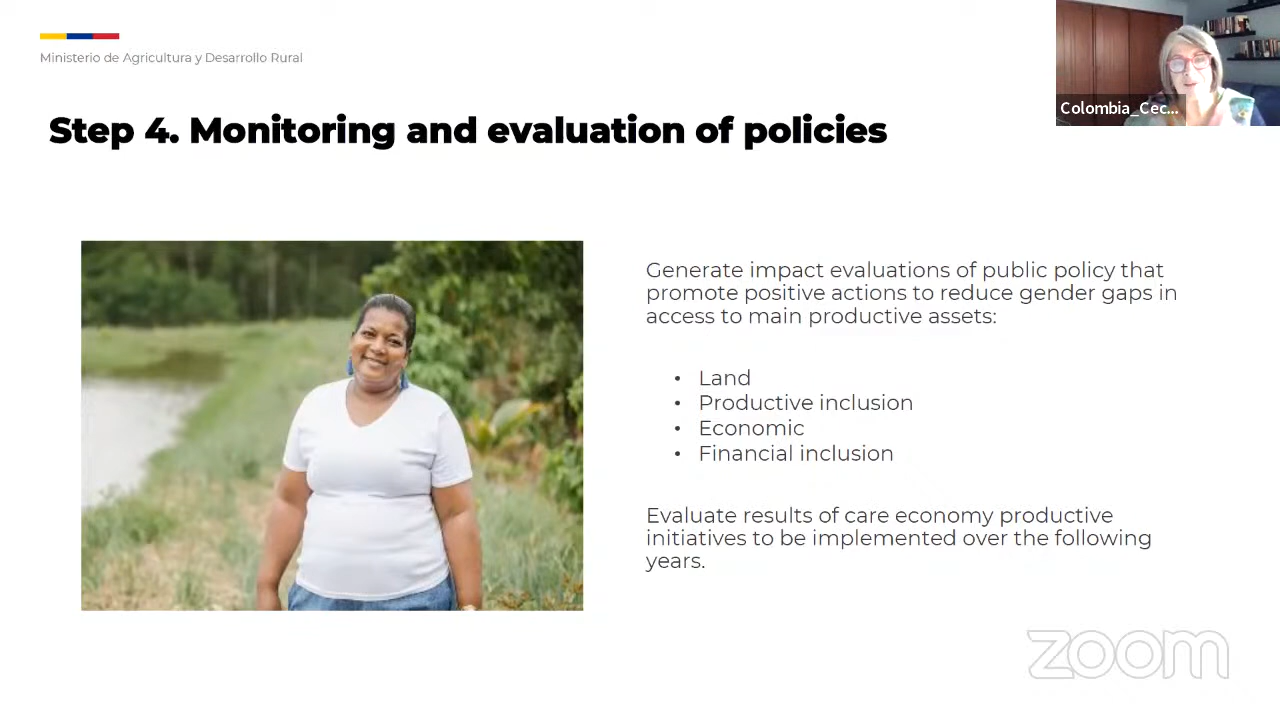 Ministerio de Agricultura y Desarrollo Rural
Colombia_Cec...
Step 4. Monitoring and evaluation of policies
Generate impact evaluations of public policy that
promote positive actions to reduce gender gaps in
access to main productive assets:
• Land
• Productive inclusion
• Economic
• Financial inclusion
Evaluate results of care economy productive
initiatives to be implemented over the following
years.
zoom